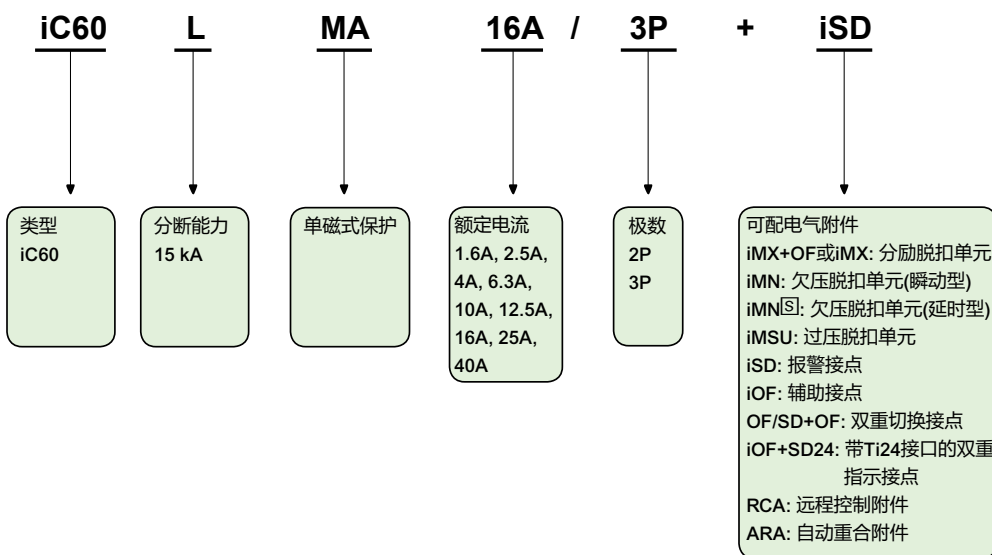 iC60 L MA 16A / 3P + iSD
类型
iC60
分断能力
15 kA
单磁式保护
额定电流
1.6A, 2.5A,
4A, 6.3A,
10A, 12.5A,
16A, 25A,
40A
极数
2P
3P
可配电气附件
iMX+OF或iMX: 分励脱扣单元
iMN: 欠压脱扣单元(瞬动型)
iMN🅂: 欠压脱扣单元(延时型)
iMSU: 过压脱扣单元
iSD: 报警接点
iOF: 辅助接点
OF/SD+OF: 双重切换接点
iOF+SD24: 带Ti24接口的双重
指示接点
RCA: 远程控制附件
ARA: 自动重合附件